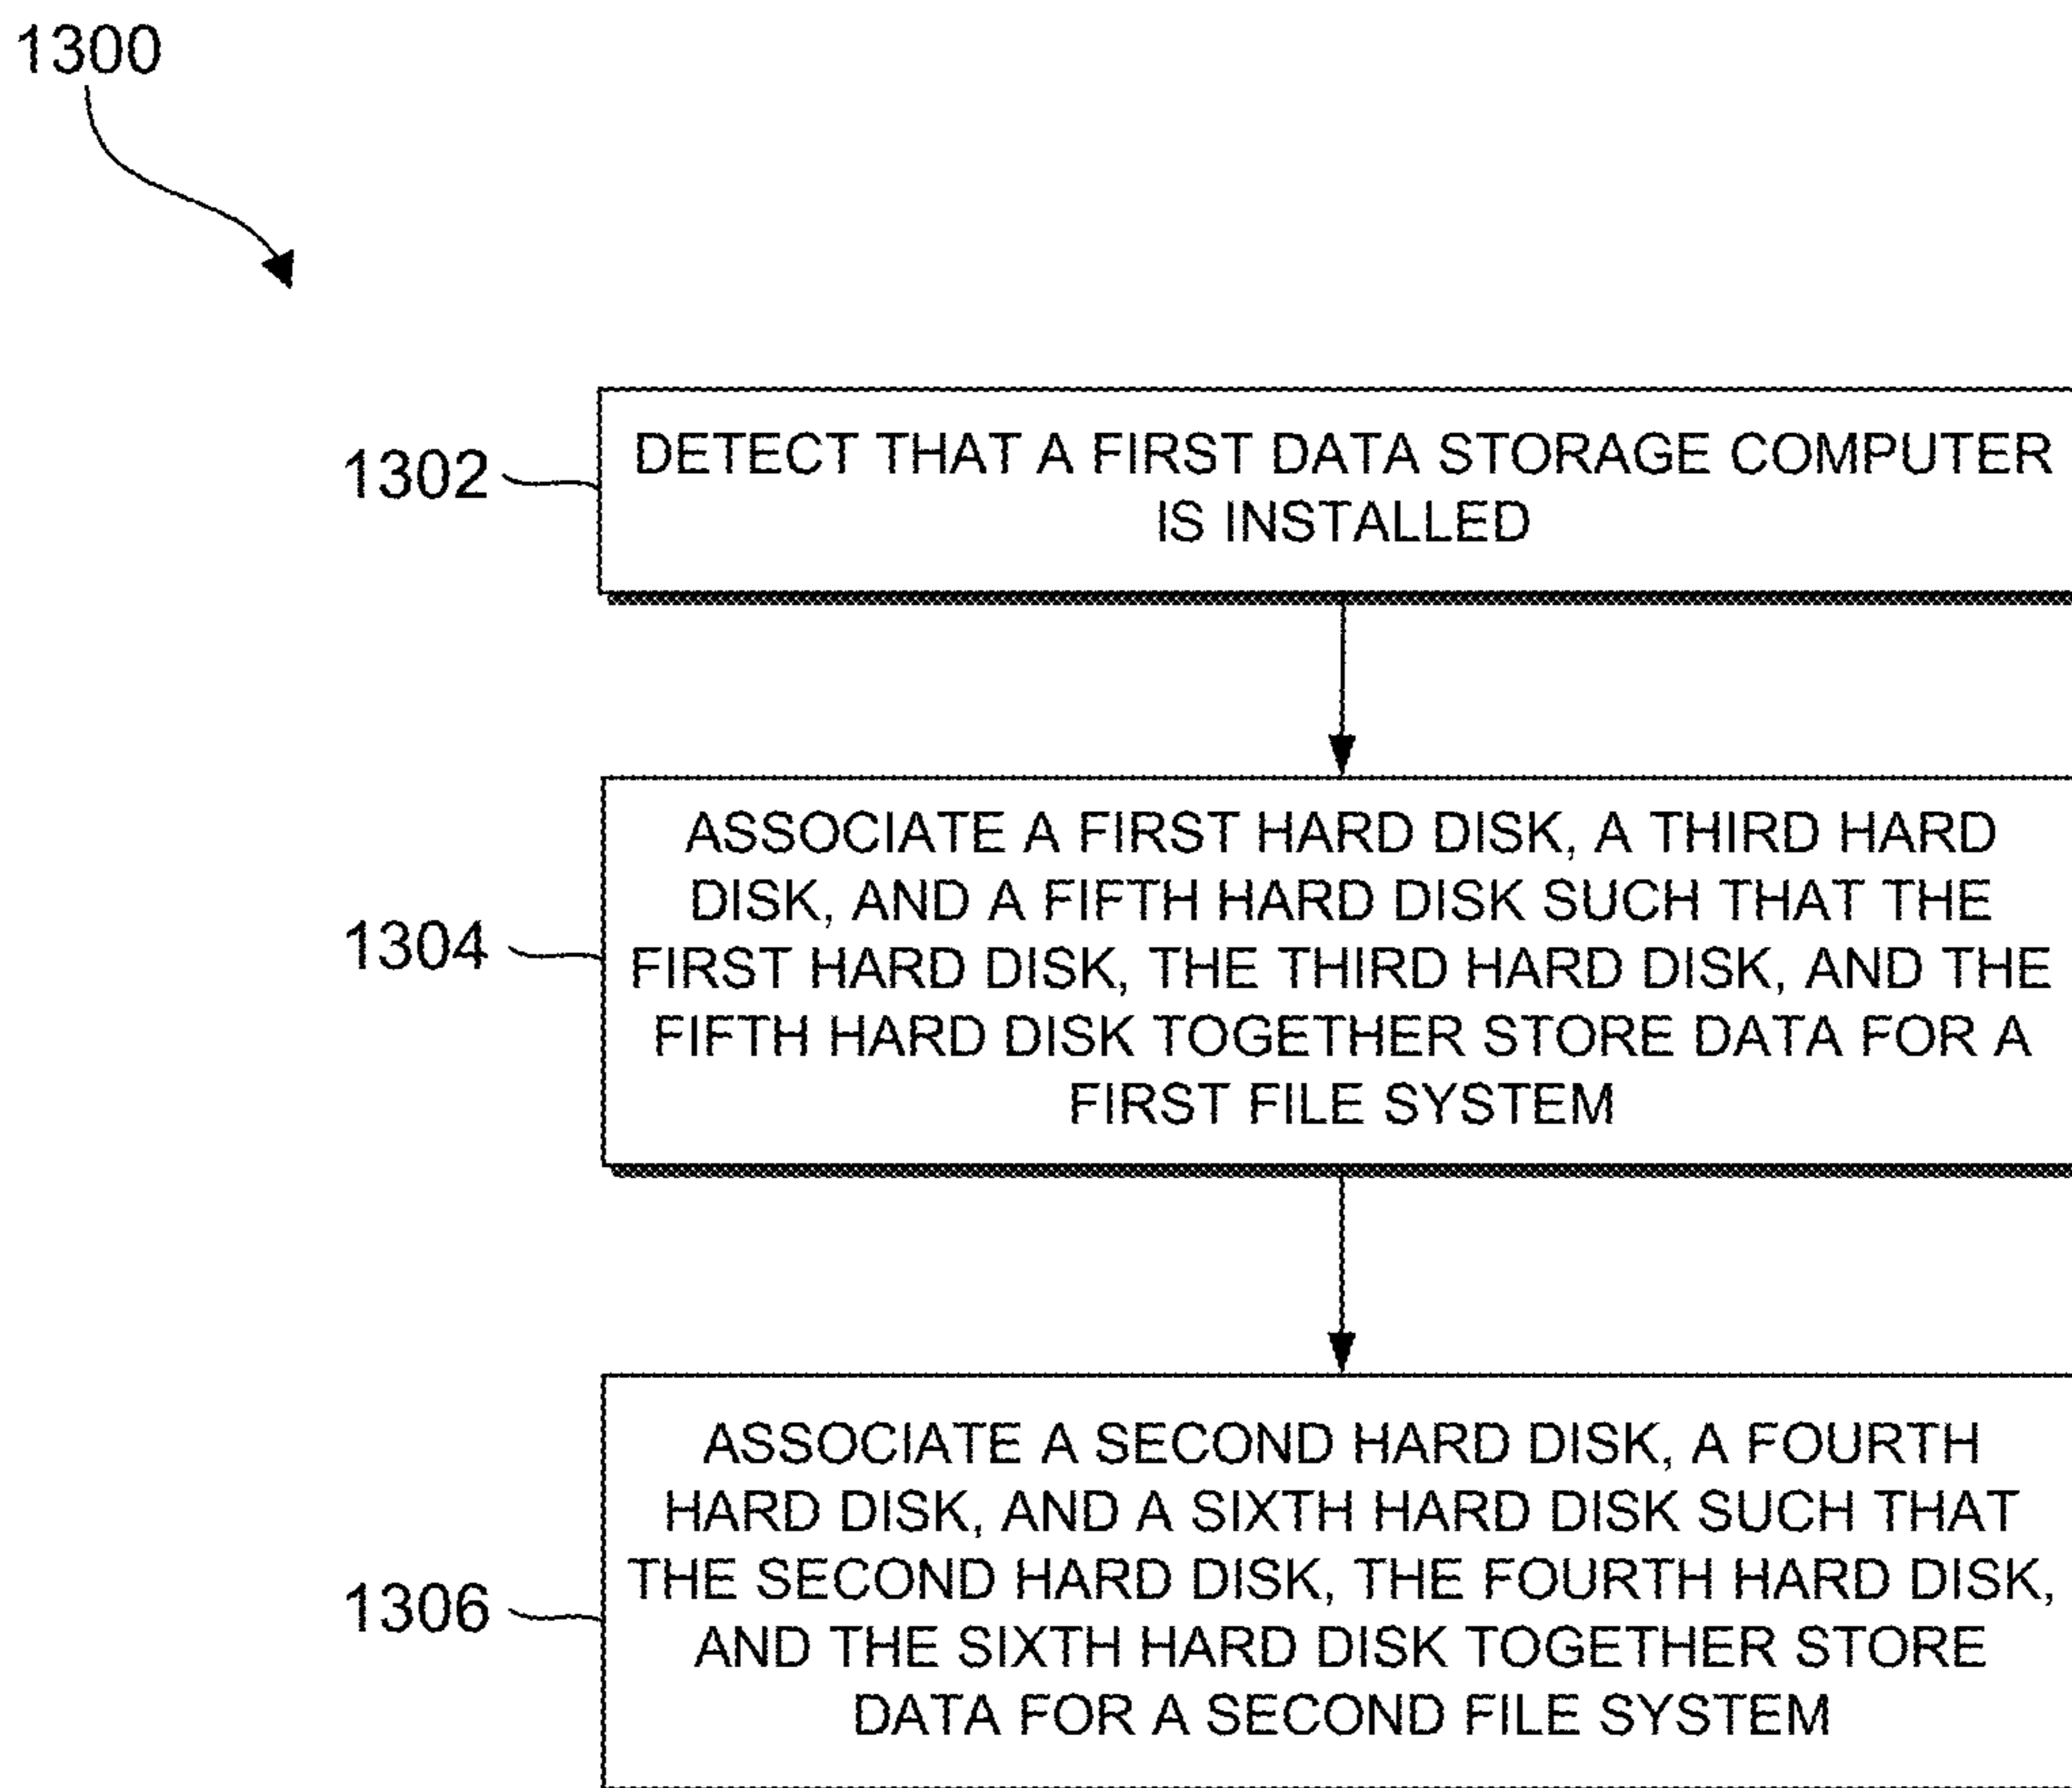 1300
1302
DETECT THAT A FIRST DATA STORAGE COMPUTER
IS INSTALLED
1304
ASSOCIATE A FIRST HARD DISK, A THIRD HARD
DISK, AND A FIFTH HARD DISK SUCH THAT THE
FIRST HARD DISK, THE THIRD HARD DISK, AND THE
FIFTH HARD DISK TOGETHER STORE DATA FOR A
FIRST FILE SYSTEM
1306
ASSOCIATE A SECOND HARD DISK, A FOURTH
HARD DISK, AND A SIXTH HARD DISK SUCH THAT
THE SECOND HARD DISK, THE FOURTH HARD DISK,
AND THE SIXTH HARD DISK TOGETHER STORE
DATA FOR A SECOND FILE SYSTEM